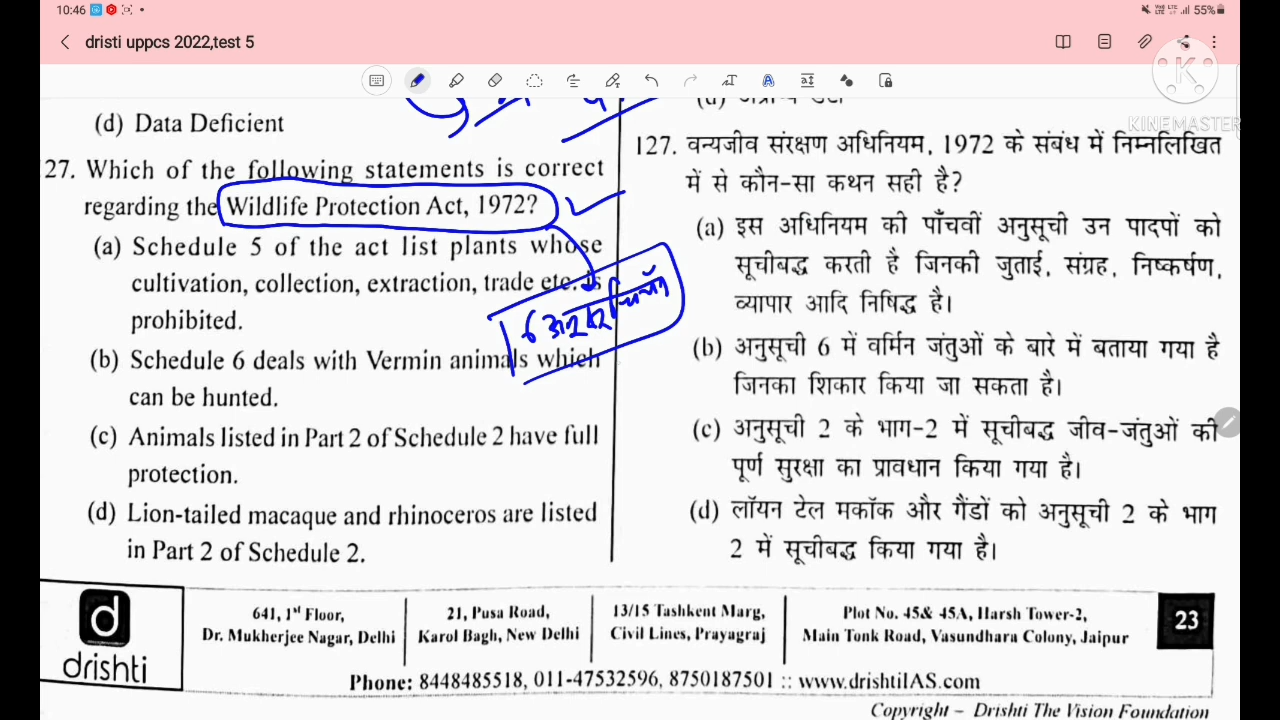 10:46
55%
dristi uppcs 2022,test 5
KINEMASTER
(d) Data Deficient
27. Which of the following statements is correct
regarding the Wildlife Protection Act, 1972?
(a) Schedule 5 of the act list plants whose
cultivation, collection, extraction, trade etc. is
prohibited.
(b) Schedule 6 deals with Vermin animals which
can be hunted.
(c) Animals listed in Part 2 of Schedule 2 have full
protection.
(d) Lion-tailed macaque and rhinoceros are listed
in Part 2 of Schedule 2.
127. वन्यजीव संरक्षण अधिनियम, 1972 के संबंध में निम्नलिखित
में से कौन-सा कथन सही है?
(a) इस अधिनियम की पाँचवीं अनुसूची उन पादपों को
सूचीबद्ध करती है जिनकी जुताई, संग्रह, निष्कर्षण,
व्यापार आदि निषिद्ध है।
(b) अनुसूची 6 में वर्मिन जंतुओं के बारे में बताया गया है
जिनका शिकार किया जा सकता है।
(c) अनुसूची 2 के भाग-2 में सूचीबद्ध जीव-जंतुओं की
पूर्ण सुरक्षा का प्रावधान किया गया है।
(d) लॉयन टेल मकॉक और गैंडों को अनुसूची 2 के भाग
2 में सूचीबद्ध किया गया है।
d
drishti
641, 1st Floor,
Dr. Mukherjee Nagar, Delhi
21, Pusa Road,
Karol Bagh, New Delhi
13/15 Tashkent Marg,
Civil Lines, Prayagraj
Plot No. 45& 45A, Harsh Tower-2,
Main Tonk Road, Vasundhara Colony, Jaipur
23
Phone: 8448485518, 011-47532596, 8750187501 :: www.drishtiIAS.com
Copyright – Drishti The Vision Foundation